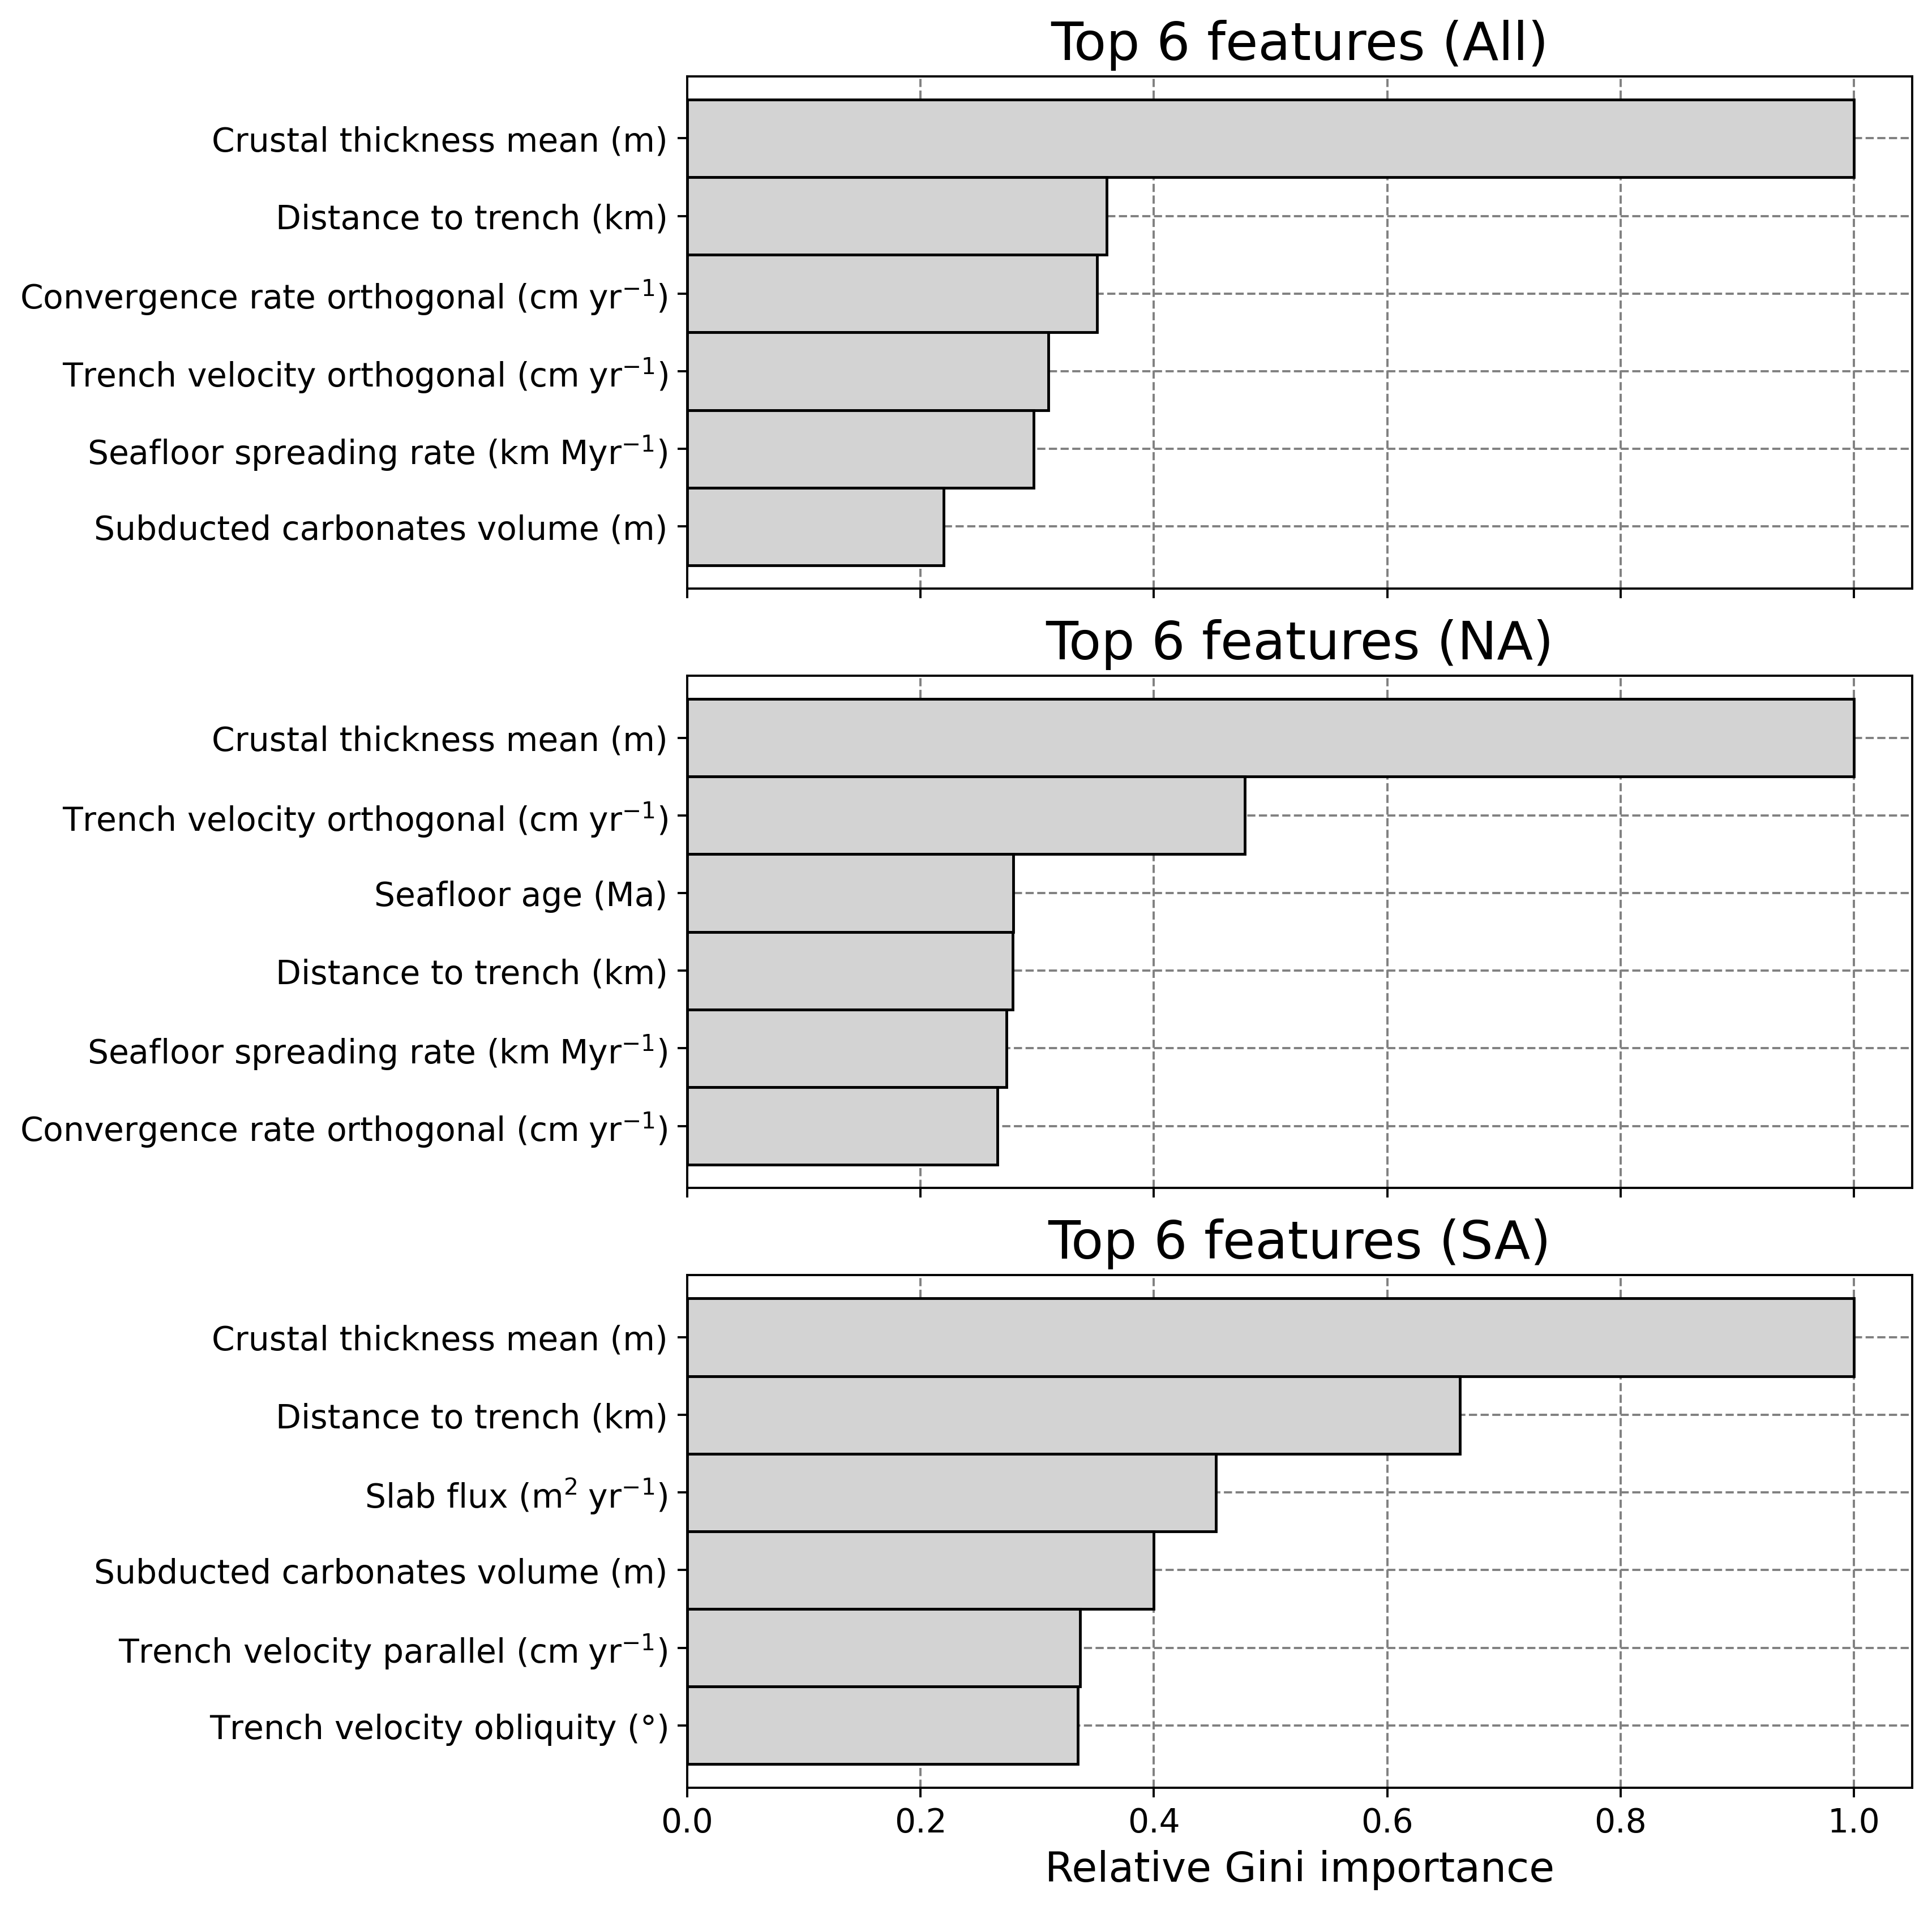 Top 6 features (All)
Crustal thickness mean (m)
Distance to trench (km)
Convergence rate orthogonal (cm yr⁻¹)
Trench velocity orthogonal (cm yr⁻¹)
Seafloor spreading rate (km Myr⁻¹)
Subducted carbonates volume (m)
Top 6 features (NA)
Crustal thickness mean (m)
Trench velocity orthogonal (cm yr⁻¹)
Seafloor age (Ma)
Distance to trench (km)
Seafloor spreading rate (km Myr⁻¹)
Convergence rate orthogonal (cm yr⁻¹)
Top 6 features (SA)
Crustal thickness mean (m)
Distance to trench (km)
Slab flux (m² yr⁻¹)
Subducted carbonates volume (m)
Trench velocity parallel (cm yr⁻¹)
Trench velocity obliquity (°)
0.0 0.2 0.4 0.6 0.8 1.0
Relative Gini importance